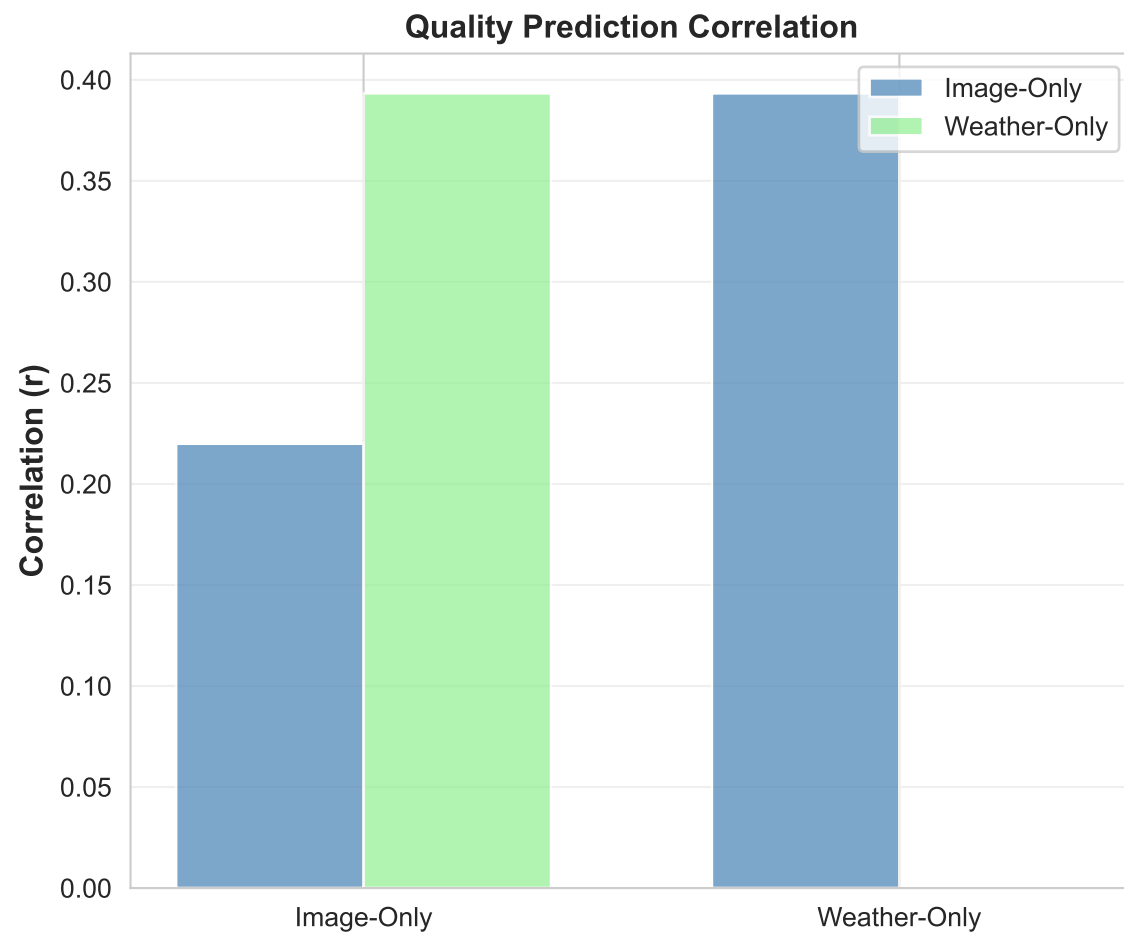 Quality Prediction Correlation
Image-Only
Weather-Only
Correlation (r)
0.40
0.35
0.30
0.25
0.20
0.15
0.10
0.05
0.00
Image-Only
Weather-Only